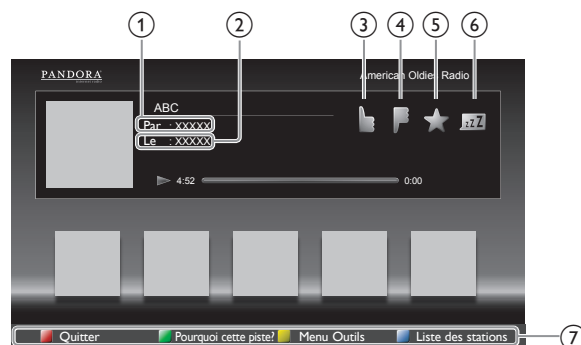 1 2 3 4 5 6
PANDORA
American Oldies Radio
ABC
Par : XXXXX
Le : XXXXX
zZZ
4:52 0:00
Quitter Pourquoi cette piste? Menu Outils Liste des stations
7